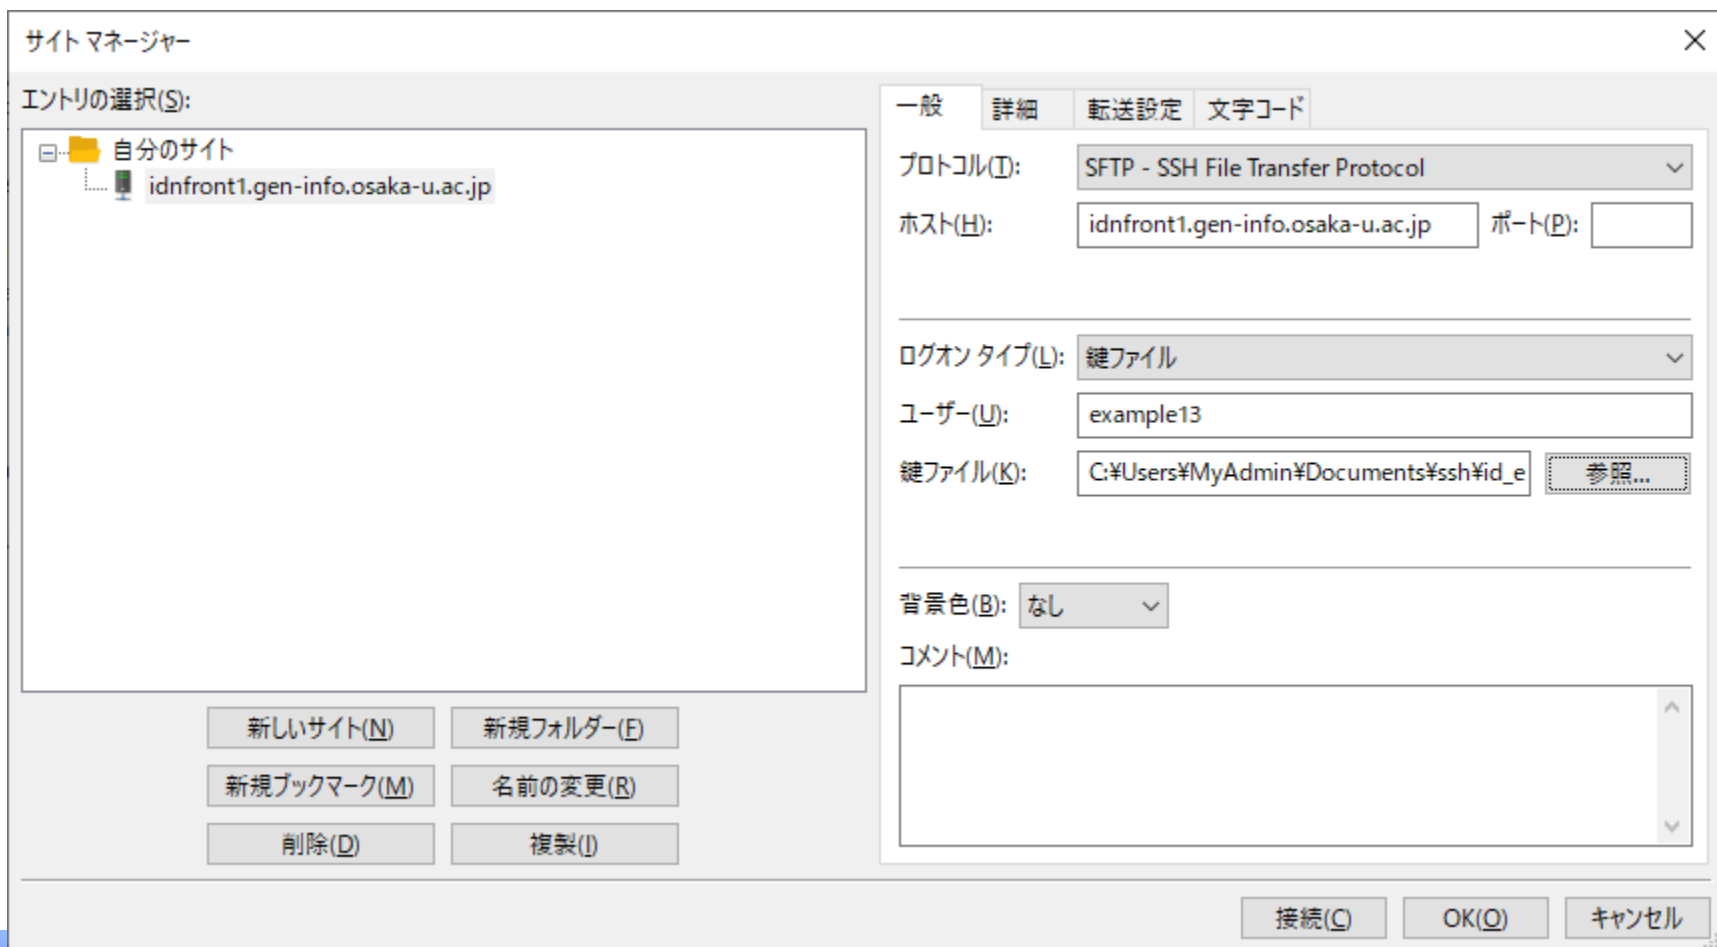 サイト マネージャー
エントリの選択(S):
自分のサイト
idnfront1.gen-info.osaka-u.ac.jp
新しいサイト(N)
新規フォルダー(F)
新規ブックマーク(M)
名前の変更(R)
削除(D)
複製(I)
一般
詳細
転送設定
文字コード
プロトコル(T):
SFTP - SSH File Transfer Protocol
ホスト(H):
idnfront1.gen-info.osaka-u.ac.jp
ポート(P):
ログオン タイプ(L):
鍵ファイル
ユーザー(U):
example13
鍵ファイル(K):
C:¥Users¥MyAdmin¥Documents¥ssh¥id_e
参照...
背景色(B):
なし
コメント(M):
接続(C)
OK(O)
キャンセル